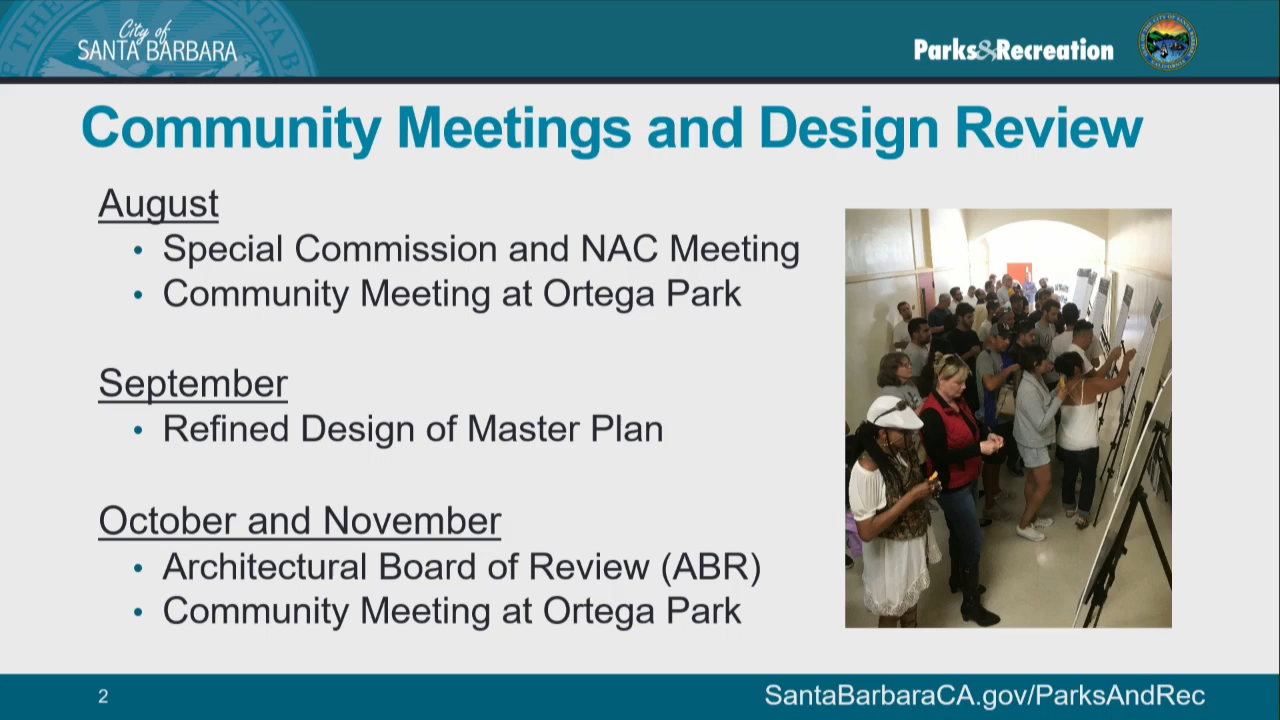 City of
SANTA BARBARA
Parks&Recreation
Community Meetings and Design Review
August
• Special Commission and NAC Meeting
• Community Meeting at Ortega Park
September
• Refined Design of Master Plan
October and November
• Architectural Board of Review (ABR)
• Community Meeting at Ortega Park
2
SantaBarbaraCA.gov/ParksAndRec